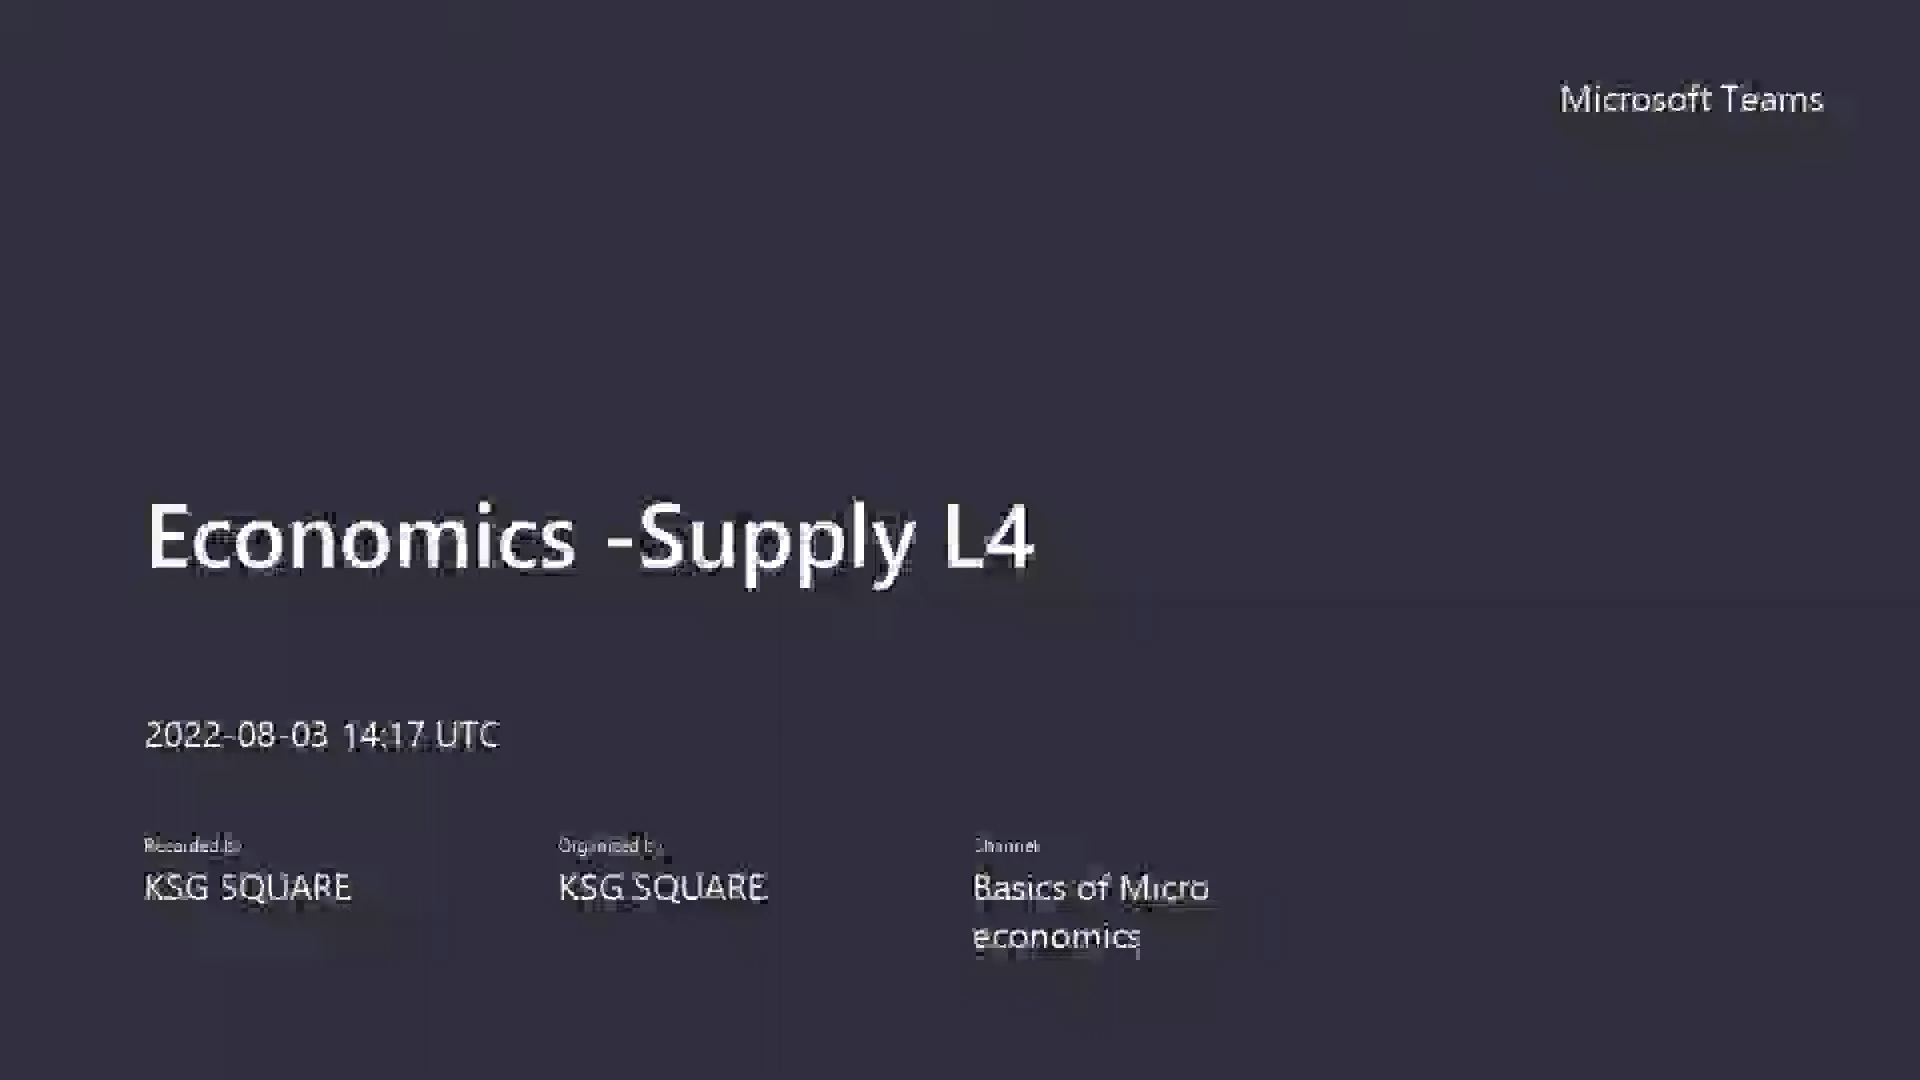 Microsoft Teams
Economics -Supply L4
2022-08-03 14:17 UTC
Recorded by
Organized by
Channel
KSG SQUARE
KSG SQUARE
Basics of Micro
economics